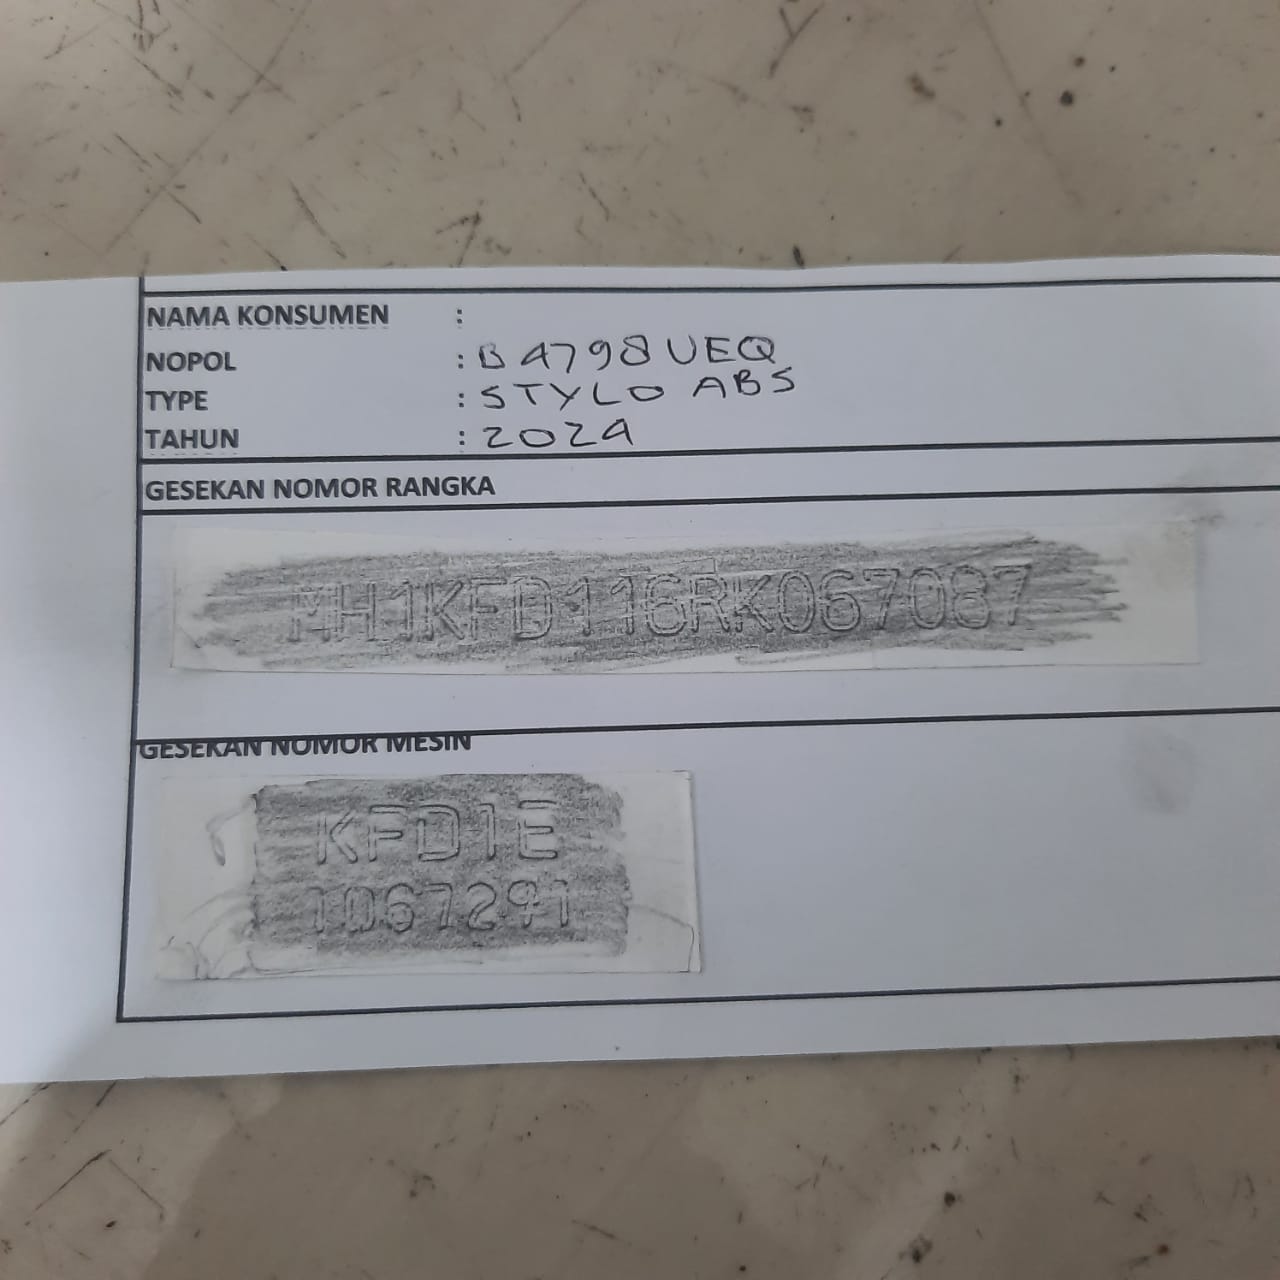 NAMA KONSUMEN :
NOPOL : B 4798 UEQ
TYPE : STYLO ABS
TAHUN : 2024
GESEKAN NOMOR RANGKA
MH1KFD116RK067087
GESEKAN NOMOR MESIN
KFD1E
1067291